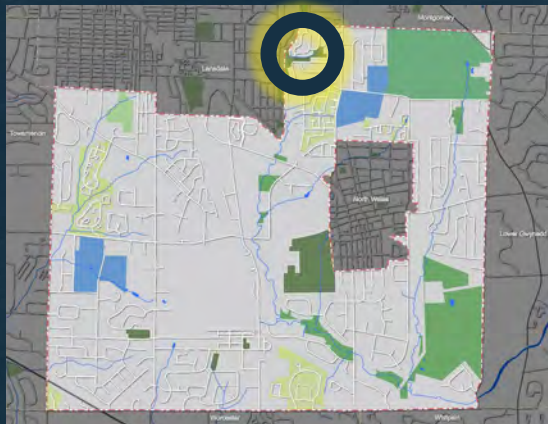 Montgomery
Lansdale
Towamencin
North Wales
Lower Gwynedd
Worcester
Whitpain